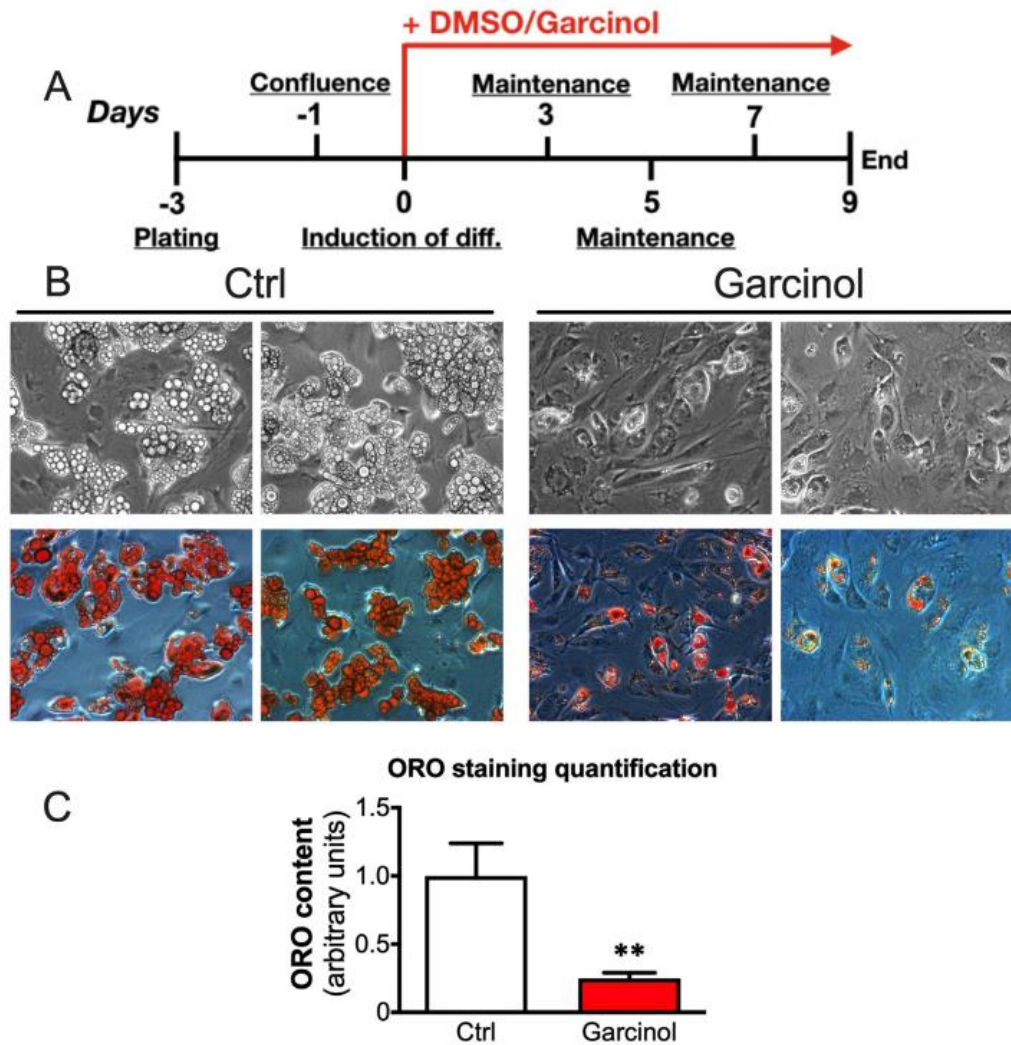 + DMSO/Garcinol
A
Confluence Maintenance Maintenance
Days -1 3 7
End
-3 0 5 9
Plating Induction of diff. Maintenance
B Ctrl Garcinol
ORO staining quantification
C
ORO content
(arbitrary units)
1.5
1.0
0.5
0
**
Ctrl Garcinol